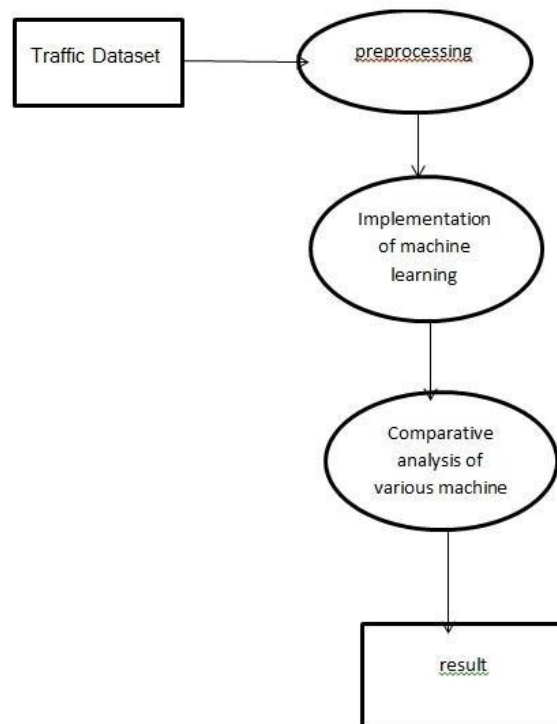 Traffic Dataset
preprocessing
Implementation
of machine
learning
Comparative
analysis of
various machine
result